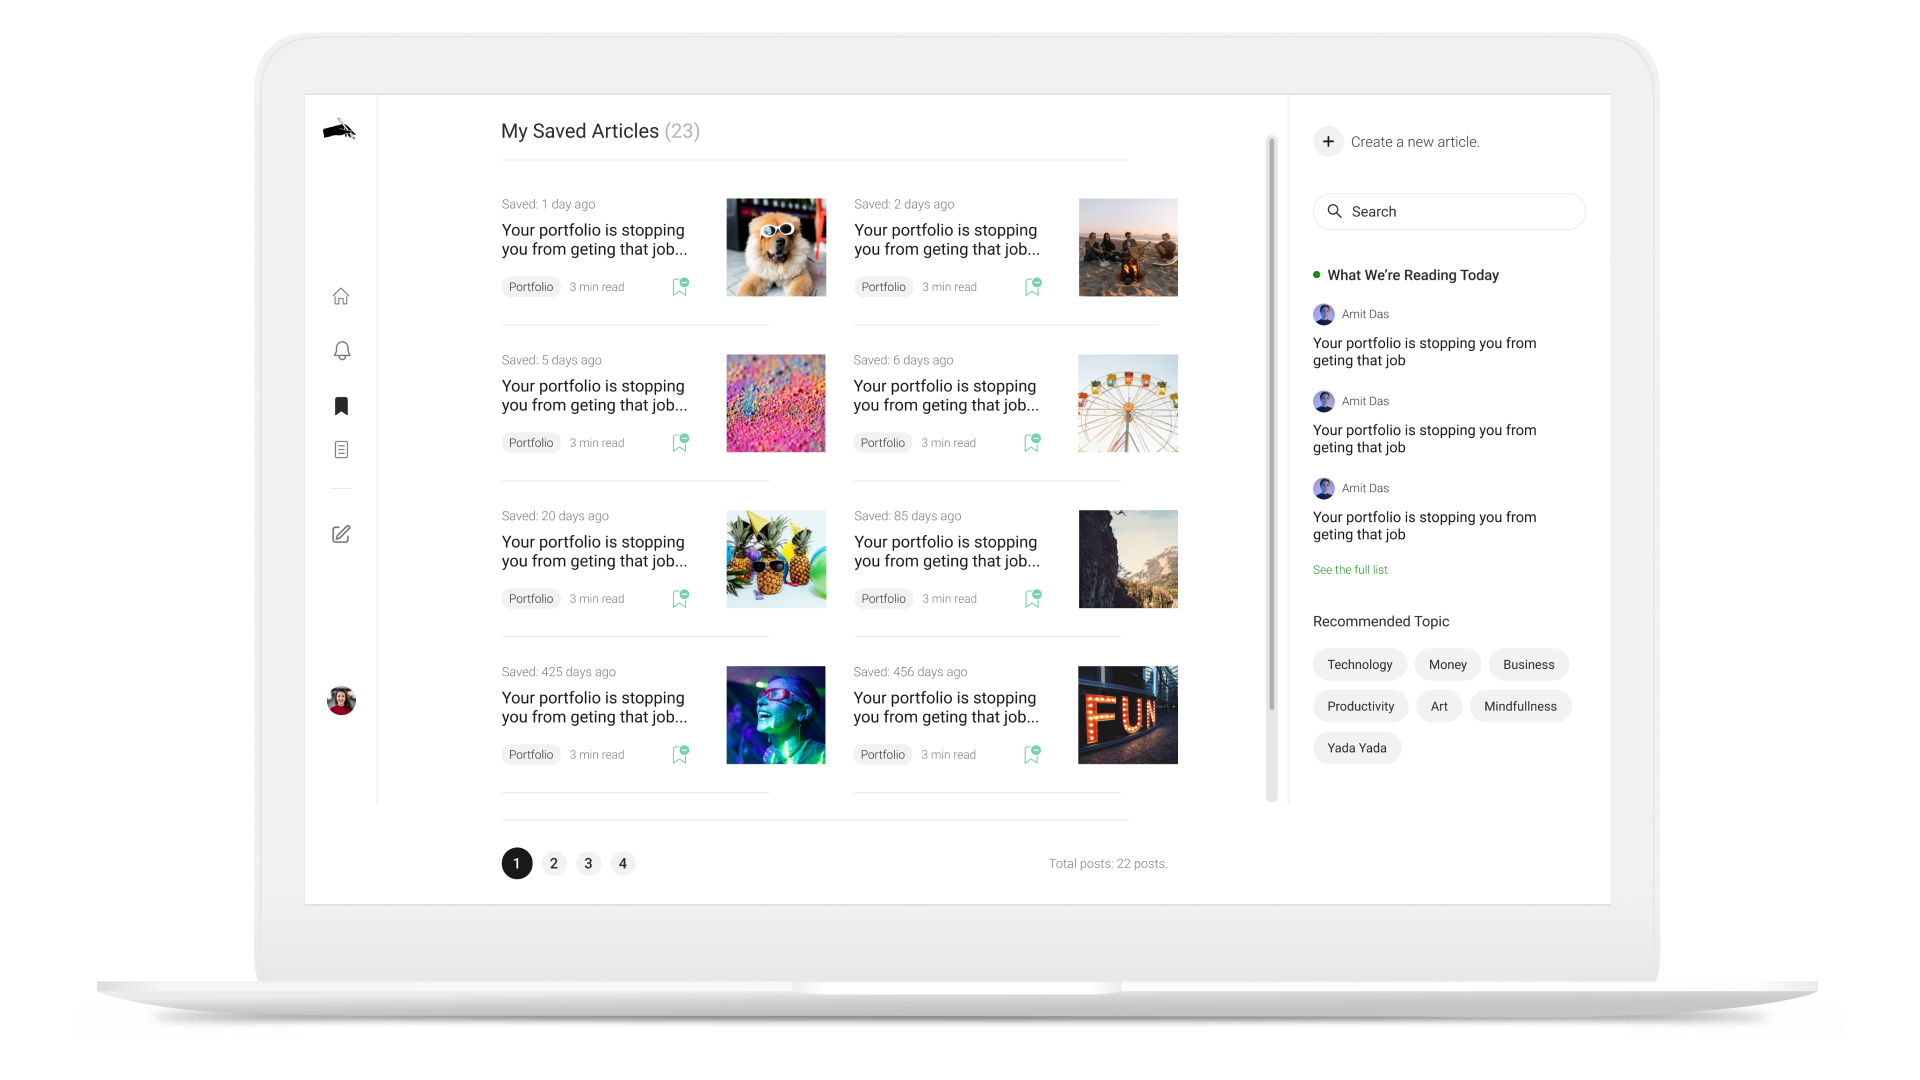 My Saved Articles (23)
Saved: 1 day ago
Your portfolio is stopping
you from geting that job...
Portfolio 3 min read
Saved: 2 days ago
Your portfolio is stopping
you from geting that job...
Portfolio 3 min read
Saved: 5 days ago
Your portfolio is stopping
you from geting that job...
Portfolio 3 min read
Saved: 6 days ago
Your portfolio is stopping
you from geting that job...
Portfolio 3 min read
Saved: 20 days ago
Your portfolio is stopping
you from geting that job...
Portfolio 3 min read
Saved: 85 days ago
Your portfolio is stopping
you from geting that job...
Portfolio 3 min read
Saved: 425 days ago
Your portfolio is stopping
you from geting that job...
Portfolio 3 min read
Saved: 456 days ago
Your portfolio is stopping
you from geting that job...
Portfolio 3 min read
FUN
1 2 3 4
Total posts: 22 posts.
Create a new article.
Search
What We're Reading Today
Amit Das
Your portfolio is stopping you from
geting that job
Amit Das
Your portfolio is stopping you from
geting that job
Amit Das
Your portfolio is stopping you from
geting that job
See the full list
Recommended Topic
Technology Money Business
Productivity Art Mindfullness
Yada Yada